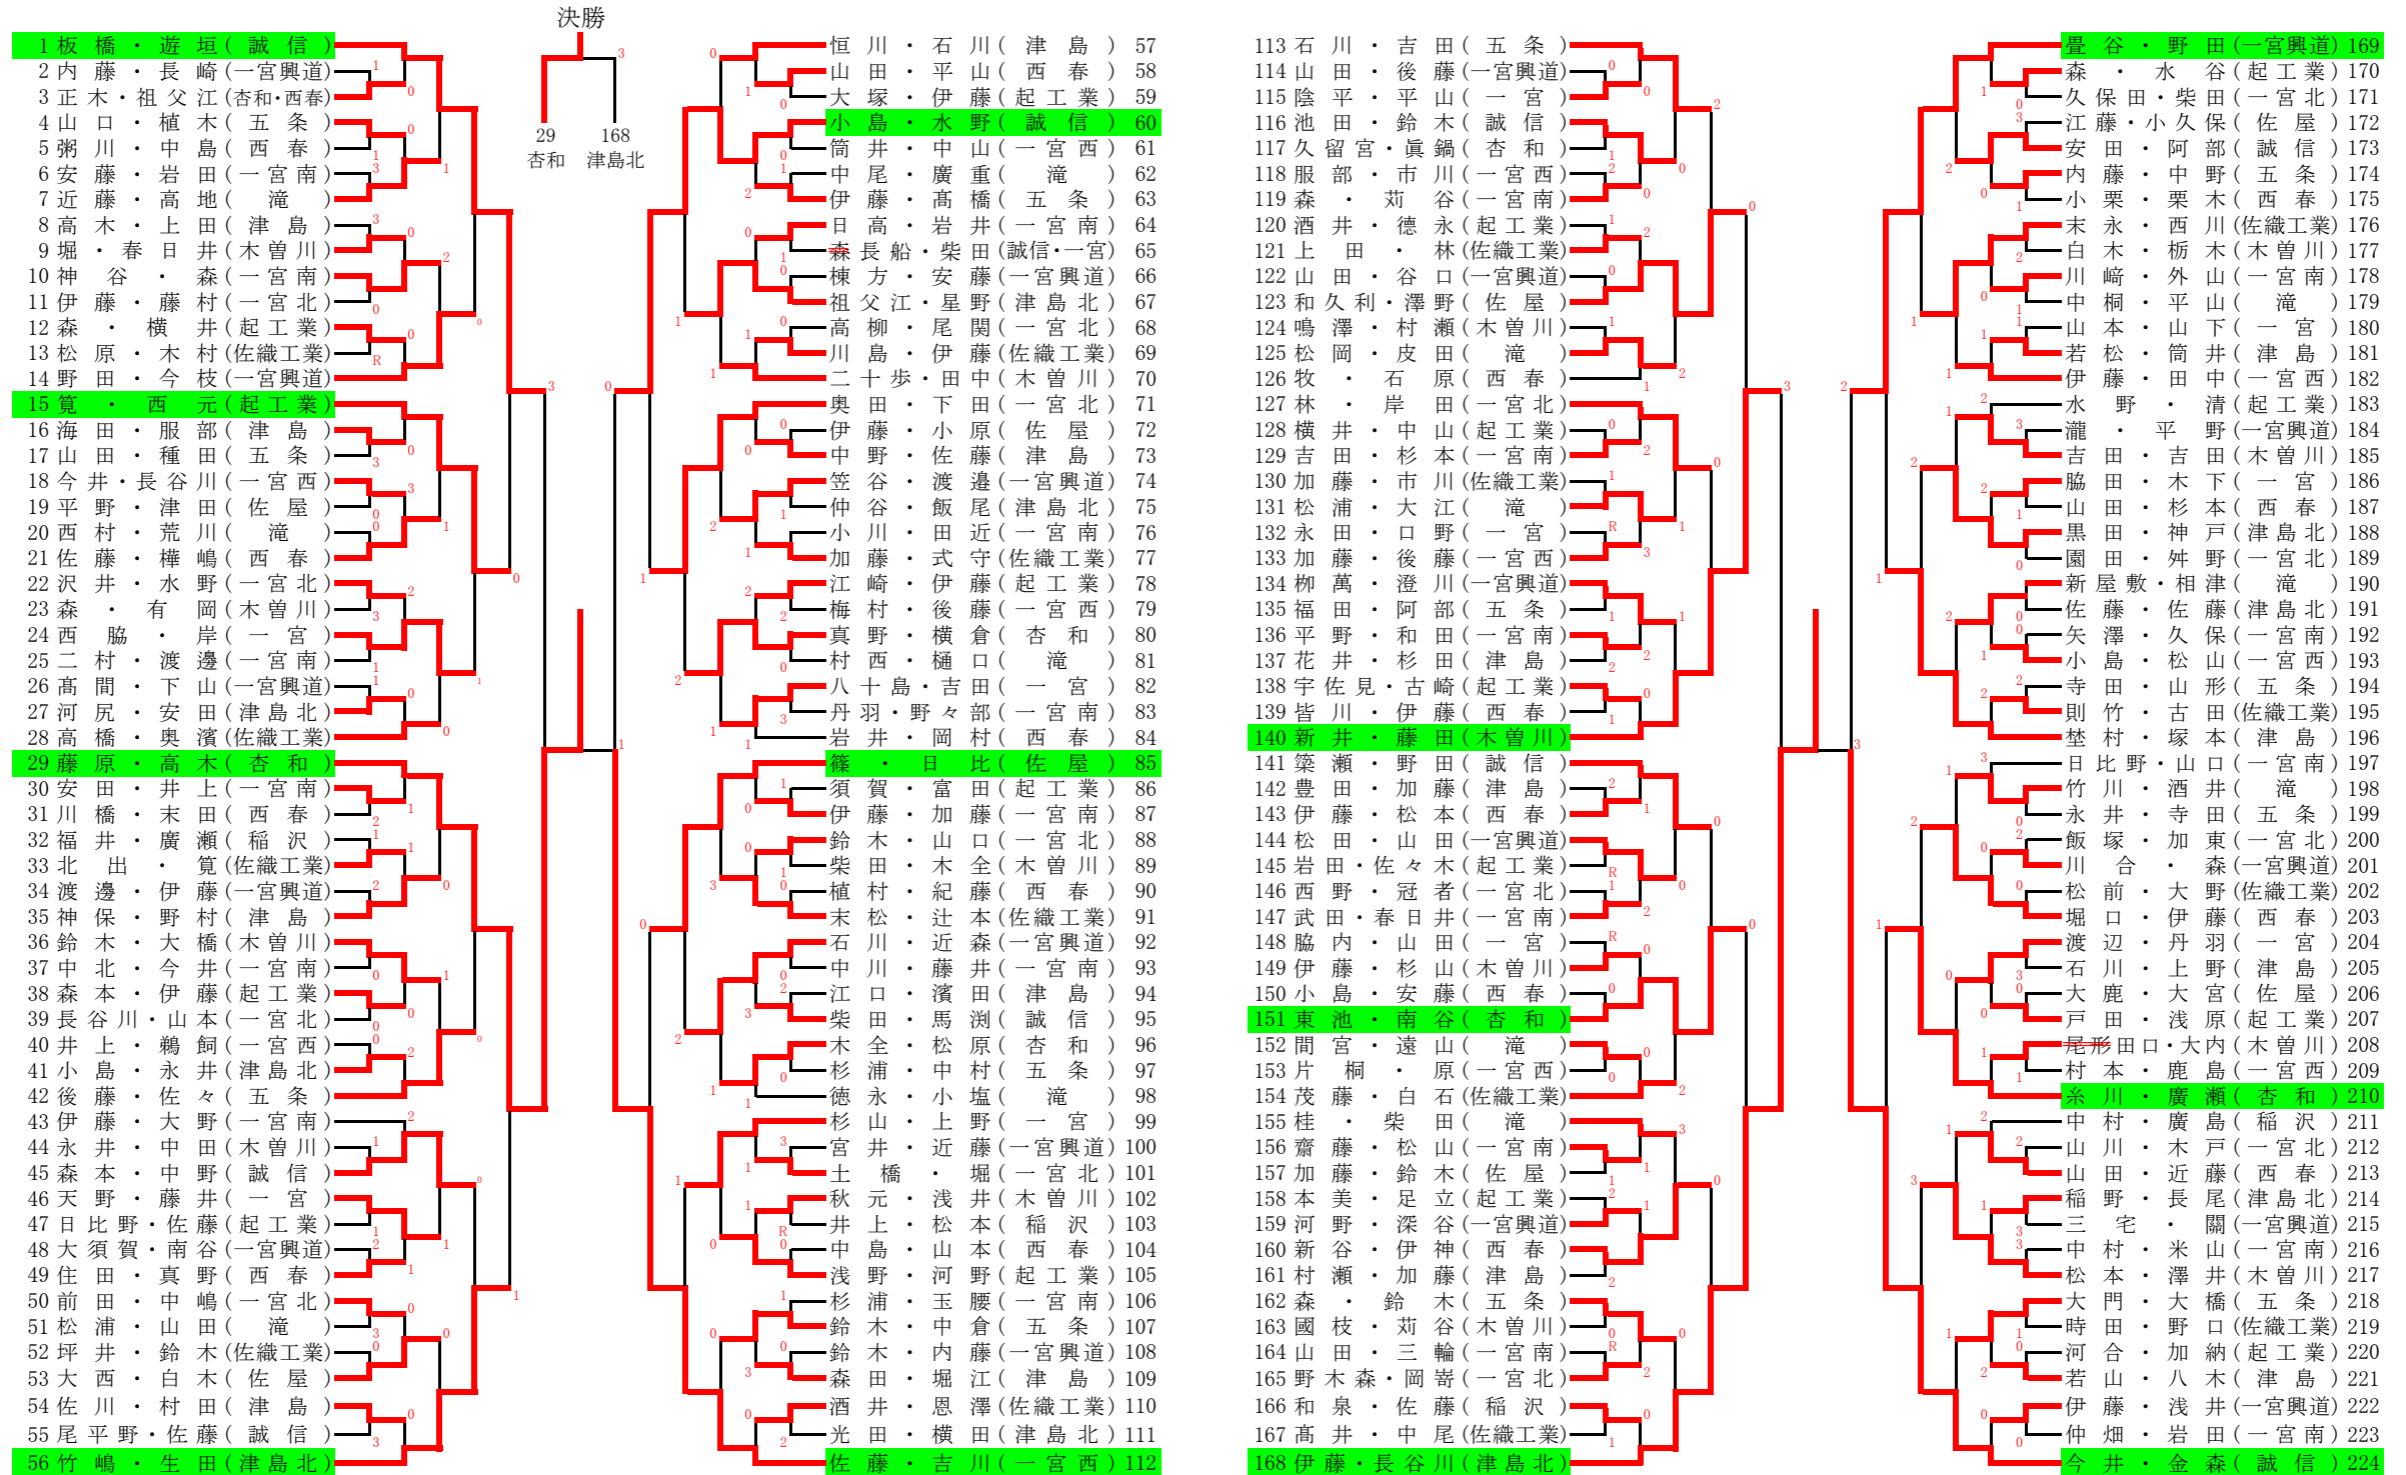 決勝
3
29 168
杏和 津島北
1 板橋・遊垣(誠信)
2 内藤・長崎(一宮興道)
3 正木・祖父江(杏和・西春)
4 山口・植木(五条)
5 粥川・中島(西春)
6 安藤・岩田(一宮南)
7 近藤・高地(滝)
8 高木・上田(津島)
9 堀・春日井(木曽川)
10 神谷・森(一宮南)
11 伊藤・藤村(一宮北)
12 森・横井(起工業)
13 松原・木村(佐織工業)
14 野田・今枝(一宮興道)
15 筧・西元(起工業)
16 海田・服部(津島)
17 山田・種田(五条)
18 今井・長谷川(一宮西)
19 平野・津田(佐屋)
20 西村・荒川(滝)
21 佐藤・樺嶋(西春)
22 沢井・水野(一宮北)
23 森・有岡(木曽川)
24 西脇・岸(一宮)
25 二村・渡邊(一宮南)
26 髙間・下山(一宮興道)
27 河尻・安田(津島北)
28 高橋・奥濱(佐織工業)
29 藤原・高木(杏和)
30 安田・井上(一宮南)
31 川橋・末田(西春)
32 福井・廣瀬(稲沢)
33 北出・筧(佐織工業)
34 渡邊・伊藤(一宮興道)
35 神保・野村(津島)
36 鈴木・大橋(木曽川)
37 中北・今井(一宮南)
38 森本・伊藤(起工業)
39 長谷川・山本(一宮北)
40 井上・鵜飼(一宮西)
41 小島・永井(津島北)
42 後藤・佐々(五条)
43 伊藤・大野(一宮南)
44 永井・中田(木曽川)
45 森本・中野(誠信)
46 天野・藤井(一宮)
47 日比野・佐藤(起工業)
48 大須賀・南谷(一宮興道)
49 住田・真野(西春)
50 前田・中嶋(一宮北)
51 松浦・山田(滝)
52 坪井・鈴木(佐織工業)
53 大西・白木(佐屋)
54 佐川・村田(津島)
55 尾平野・佐藤(誠信)
56 竹嶋・生田(津島北)
恒川・石川(津島) 57
山田・平山(西春) 58
大塚・伊藤(起工業) 59
小島・水野(誠信) 60
筒井・中山(一宮西) 61
中尾・廣重(滝) 62
伊藤・髙橋(五条) 63
日高・岩井(一宮南) 64
森長船・柴田(誠信・一宮) 65
棟方・安藤(一宮興道) 66
祖父江・星野(津島北) 67
高柳・尾関(一宮北) 68
川島・伊藤(佐織工業) 69
二十歩・田中(木曽川) 70
奥田・下田(一宮北) 71
伊藤・小原(佐屋) 72
中野・佐藤(津島) 73
笠谷・渡邉(一宮興道) 74
仲谷・飯尾(津島北) 75
小川・田近(一宮南) 76
加藤・式守(佐織工業) 77
江崎・伊藤(起工業) 78
梅村・後藤(一宮西) 79
真野・横倉(杏和) 80
村西・樋口(滝) 81
八十島・吉田(一宮) 82
丹羽・野々部(一宮南) 83
岩井・岡村(西春) 84
篠・日比(佐屋) 85
須賀・富田(起工業) 86
伊藤・加藤(一宮南) 87
鈴木・山口(一宮北) 88
柴田・木全(木曽川) 89
植村・紀藤(西春) 90
末松・辻本(佐織工業) 91
石川・近森(一宮興道) 92
中川・藤井(一宮南) 93
江口・濱田(津島) 94
柴田・馬渕(誠信) 95
木全・松原(杏和) 96
杉浦・中村(五条) 97
徳永・小塩(滝) 98
杉山・上野(一宮) 99
宮井・近藤(一宮興道) 100
土橋・堀(一宮北) 101
秋元・浅井(木曽川) 102
井上・松本(稲沢) 103
中島・山本(西春) 104
浅野・河野(起工業) 105
杉浦・玉腰(一宮南) 106
鈴木・中倉(五条) 107
鈴木・内藤(一宮興道) 108
森田・堀江(津島) 109
酒井・恩澤(佐織工業) 110
光田・横田(津島北) 111
佐藤・吉川(一宮西) 112
113 石川・吉田(五条)
114 山田・後藤(一宮興道)
115 陰平・平山(一宮)
116 池田・鈴木(誠信)
117 久留宮・眞鍋(杏和)
118 服部・市川(一宮西)
119 森・苅谷(一宮南)
120 酒井・德永(起工業)
121 上田・林(佐織工業)
122 山田・谷口(一宮興道)
123 和久利・澤野(佐屋)
124 鳴澤・村瀬(木曽川)
125 松岡・皮田(滝)
126 牧・石原(西春)
127 林・岸田(一宮北)
128 横井・中山(起工業)
129 吉田・杉本(一宮南)
130 加藤・市川(佐織工業)
131 松浦・大江(滝)
132 永田・口野(一宮)
133 加藤・後藤(一宮西)
134 栁萬・澄川(一宮興道)
135 福田・阿部(五条)
136 平野・和田(一宮南)
137 花井・杉田(津島)
138 宇佐見・古崎(起工業)
139 皆川・伊藤(西春)
140 新井・藤田(木曽川)
141 築瀬・野田(誠信)
142 豊田・加藤(津島)
143 伊藤・松本(西春)
144 松田・山田(一宮興道)
145 岩田・佐々木(起工業)
146 西野・冠者(一宮北)
147 武田・春日井(一宮南)
148 脇内・山田(一宮)
149 伊藤・杉山(木曽川)
150 小島・安藤(西春)
151 東池・南谷(杏和)
152 間宮・遠山(滝)
153 片桐・原(一宮西)
154 茂藤・白石(佐織工業)
155 桂・柴田(滝)
156 齋藤・松山(一宮南)
157 加藤・鈴木(佐屋)
158 本美・足立(起工業)
159 河野・深谷(一宮興道)
160 新谷・伊神(西春)
161 村瀬・加藤(津島)
162 森・鈴木(五条)
163 國枝・苅谷(木曽川)
164 山田・三輪(一宮南)
165 野木森・岡嵜(一宮北)
166 和泉・佐藤(稲沢)
167 髙井・中尾(佐織工業)
168 伊藤・長谷川(津島北)
畳谷・野田(一宮興道) 169
森・水谷(起工業) 170
久保田・柴田(一宮北) 171
江藤・小久保(佐屋) 172
安田・阿部(誠信) 173
内藤・中野(五条) 174
小栗・栗木(西春) 175
末永・西川(佐織工業) 176
白木・栃木(木曽川) 177
川﨑・外山(一宮南) 178
中桐・平山(滝) 179
山本・山下(一宮) 180
若松・筒井(津島) 181
伊藤・田中(一宮西) 182
水野・清(起工業) 183
瀧・平野(一宮興道) 184
吉田・吉田(木曽川) 185
脇田・木下(一宮) 186
山田・杉本(西春) 187
黒田・神戸(津島北) 188
園田・舛野(一宮北) 189
新屋敷・相津(滝) 190
佐藤・佐藤(津島北) 191
矢澤・久保(一宮南) 192
小島・松山(一宮西) 193
寺田・山形(五条) 194
則竹・古田(佐織工業) 195
埜村・塚本(津島) 196
日比野・山口(一宮南) 197
竹川・酒井(滝) 198
永井・寺田(五条) 199
飯塚・加東(一宮北) 200
川合・森(一宮興道) 201
松前・大野(佐織工業) 202
堀口・伊藤(西春) 203
渡辺・丹羽(一宮) 204
石川・上野(津島) 205
大鹿・大宮(佐屋) 206
戸田・浅原(起工業) 207
尾形田口・大内(木曽川) 208
村本・鹿島(一宮西) 209
糸川・廣瀬(杏和) 210
中村・廣島(稲沢) 211
山川・木戸(一宮北) 212
山田・近藤(西春) 213
稲野・長尾(津島北) 214
三宅・關(一宮興道) 215
中村・米山(一宮南) 216
松本・澤井(木曽川) 217
大門・大橋(五条) 218
時田・野口(佐織工業) 219
河合・加納(起工業) 220
若山・八木(津島) 221
伊藤・浅井(一宮興道) 222
仲畑・岩田(一宮南) 223
今井・金森(誠信) 224